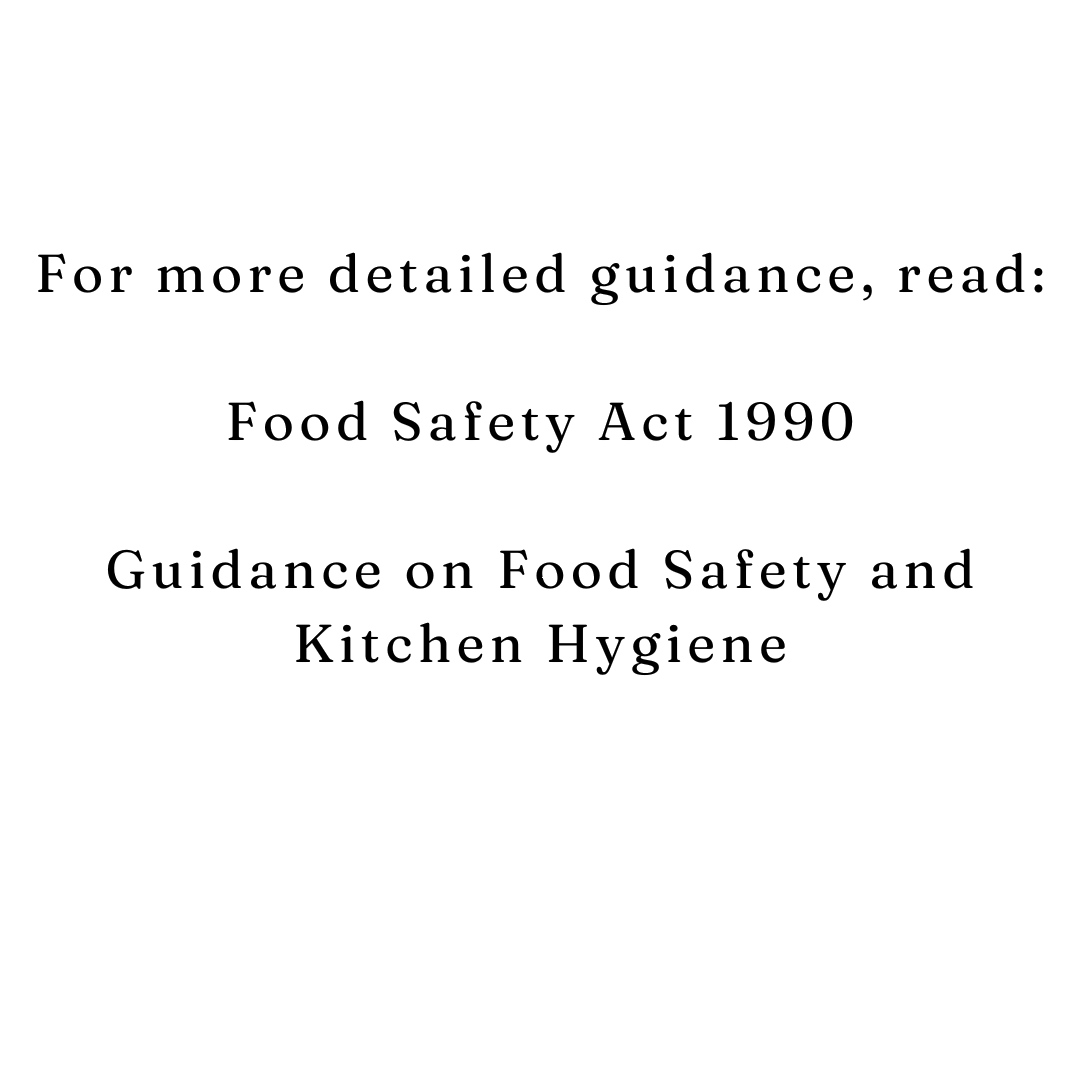 For more detailed guidance, read:
Food Safety Act 1990
Guidance on Food Safety and
Kitchen Hygiene